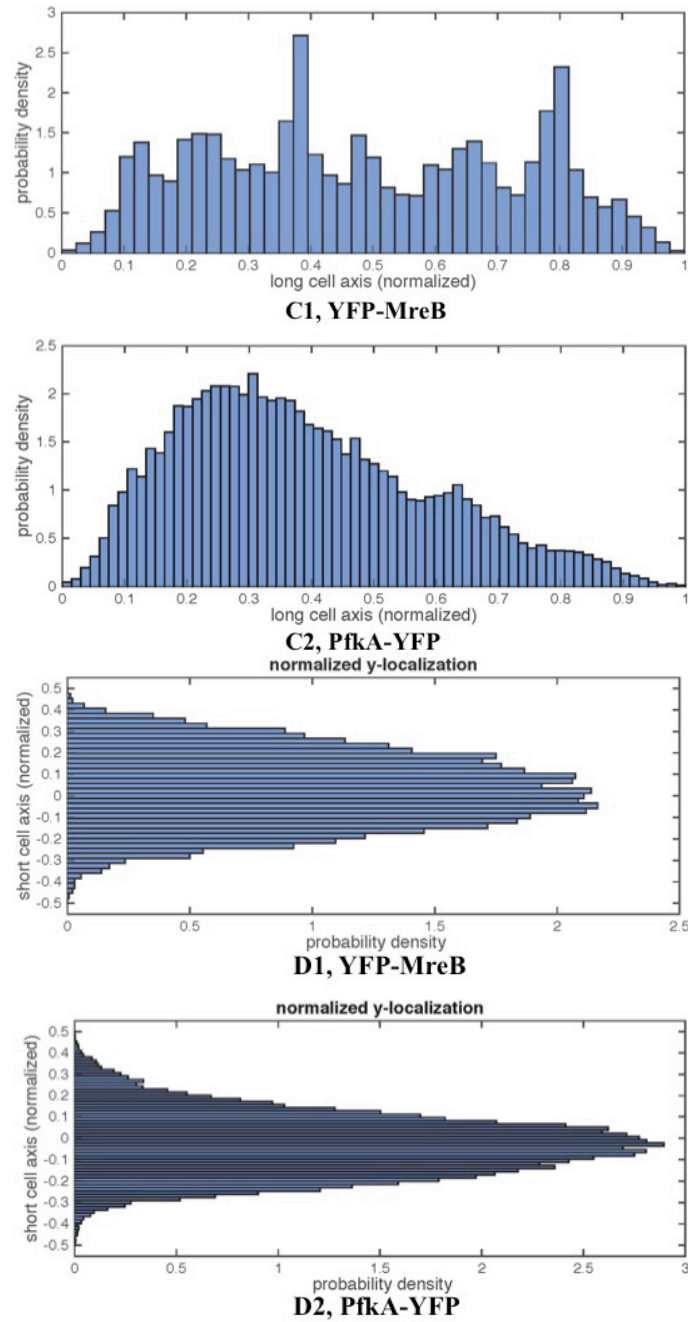 3
2.5
2
1.5
1
0.5
0
probability density
0 0.1 0.2 0.3 0.4 0.5 0.6 0.7 0.8 0.9 1
long cell axis (normalized)
C1, YFP-MreB
2.5
2
1.5
1
0.5
0
probability density
0 0.1 0.2 0.3 0.4 0.5 0.6 0.7 0.8 0.9 1
long cell axis (normalized)
C2, PfkA-YFP
normalized y-localization
0.5
0.4
0.3
0.2
0.1
0
-0.1
-0.2
-0.3
-0.4
-0.5
short cell axis (normalized)
0 0.5 1 1.5 2 2.5
probability density
D1, YFP-MreB
normalized y-localization
0.5
0.4
0.3
0.2
0.1
0
-0.1
-0.2
-0.3
-0.4
-0.5
short cell axis (normalized)
0 0.5 1 1.5 2 2.5 3
probability density
D2, PfkA-YFP